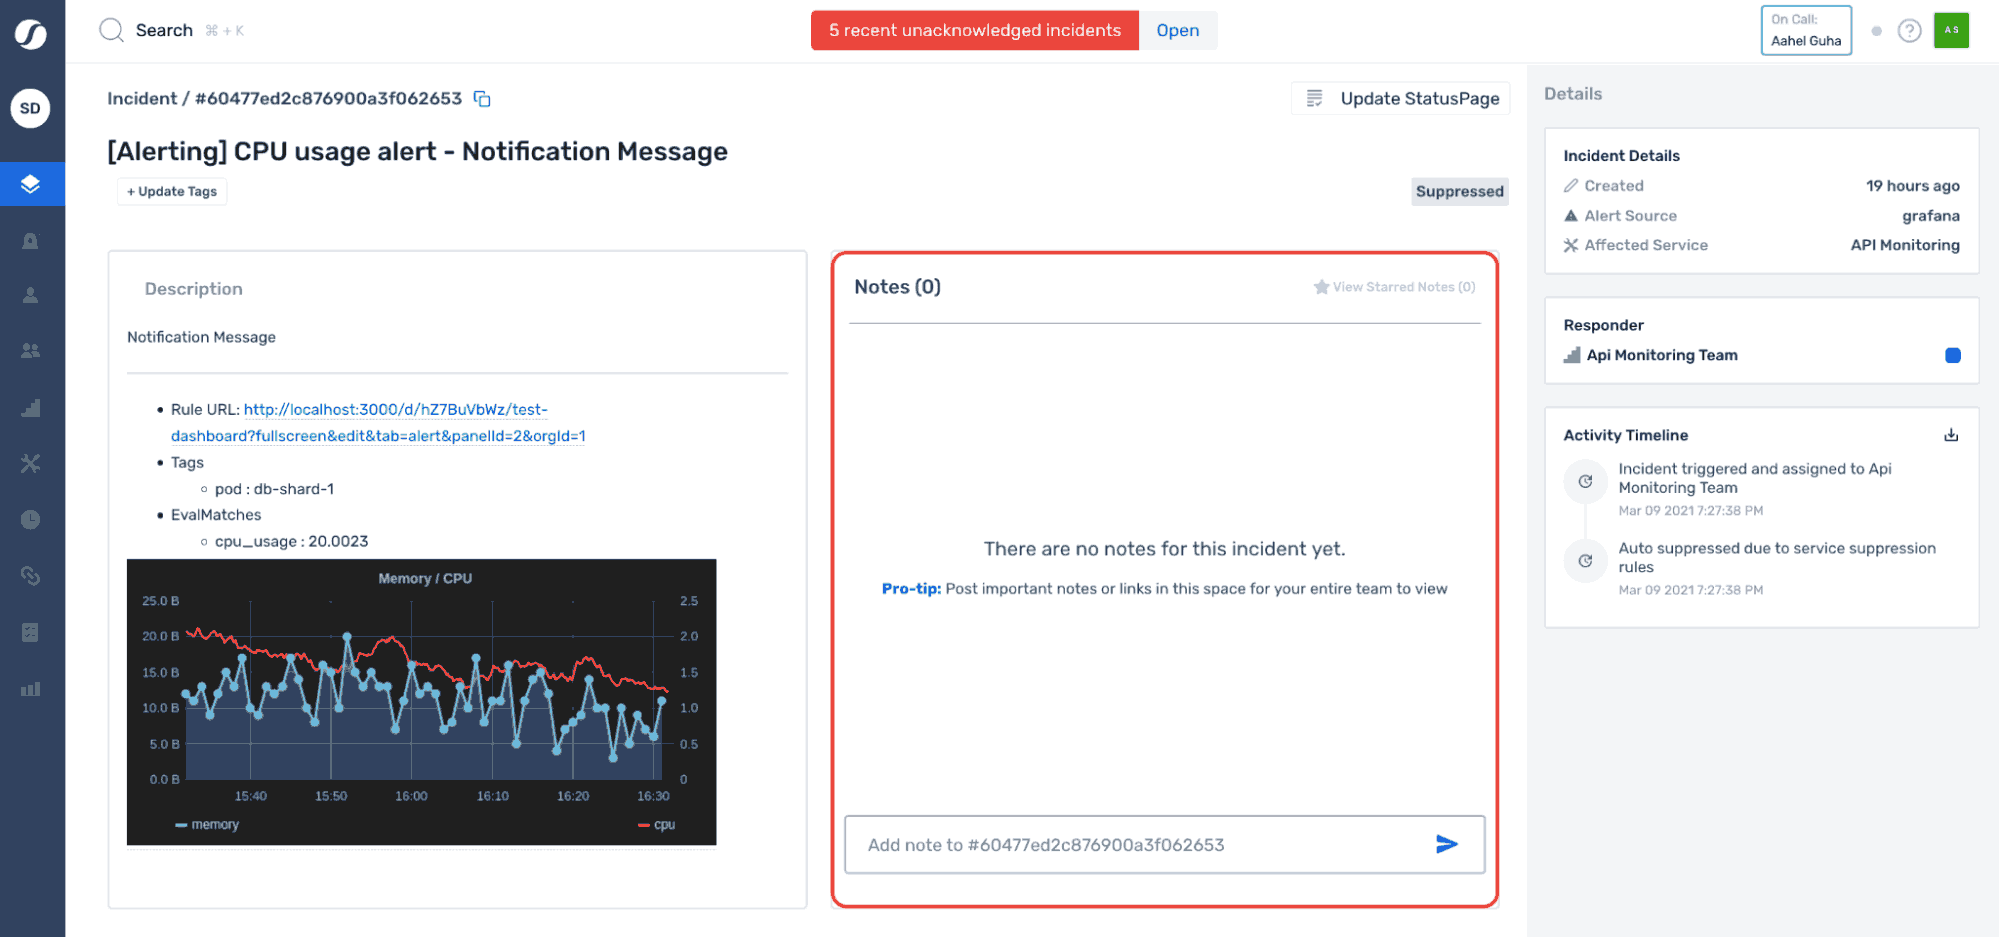 Search ⌘ + K
5 recent unacknowledged incidents
Open
On Call:
Aahel Guha
?
A S
SD
Incident / #60477ed2c876900a3f062653
Update StatusPage
[Alerting] CPU usage alert - Notification Message
+ Update Tags
Suppressed
Description
Notification Message
• Rule URL: http://localhost:3000/d/hZ7BuVbWz/test-
dashboard?fullscreen&edit&tab=alert&panelId=2&orgId=1
• Tags
◦ pod : db-shard-1
• EvalMatches
◦ cpu_usage : 20.0023
Memory / CPU
25.0 B
20.0 B
15.0 B
10.0 B
5.0 B
0.0 B
2.5
2.0
1.5
1.0
0.5
0
15:40 15:50 16:00 16:10 16:20 16:30
memory
cpu
Notes (0)
View Starred Notes (0)
There are no notes for this incident yet.
Pro-tip: Post important notes or links in this space for your entire team to view
Add note to #60477ed2c876900a3f062653
Details
Incident Details
Created 19 hours ago
Alert Source grafana
Affected Service API Monitoring
Responder
Api Monitoring Team
Activity Timeline
Incident triggered and assigned to Api
Monitoring Team
Mar 09 2021 7:27:38 PM
Auto suppressed due to service suppression
rules
Mar 09 2021 7:27:38 PM